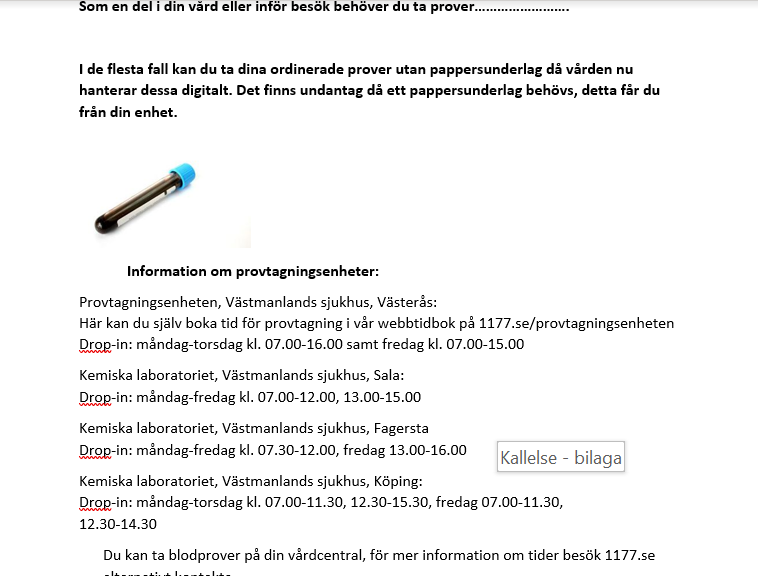 Som en del i din vård eller inför besök behöver du ta prover…………………….
I de flesta fall kan du ta dina ordinerade prover utan pappersunderlag då vården nu
hanterar dessa digitalt. Det finns undantag då ett pappersunderlag behövs, detta får du
från din enhet.
Information om provtagningsenheter:
Provtagningsenheten, Västmanlands sjukhus, Västerås:
Här kan du själv boka tid för provtagning i vår webbtidbok på 1177.se/provtagningsenheten
Drop-in: måndag-torsdag kl. 07.00-16.00 samt fredag kl. 07.00-15.00
Kemiska laboratoriet, Västmanlands sjukhus, Sala:
Drop-in: måndag-fredag kl. 07.00-12.00, 13.00-15.00
Kemiska laboratoriet, Västmanlands sjukhus, Fagersta
Drop-in: måndag-fredag kl. 07.30-12.00, fredag 13.00-16.00
Kallelse - bilaga
Kemiska laboratoriet, Västmanlands sjukhus, Köping:
Drop-in: måndag-torsdag kl. 07.00-11.30, 12.30-15.30, fredag 07.00-11.30,
12.30-14.30
Du kan ta blodprover på din vårdcentral, för mer information om tider besök 1177.se